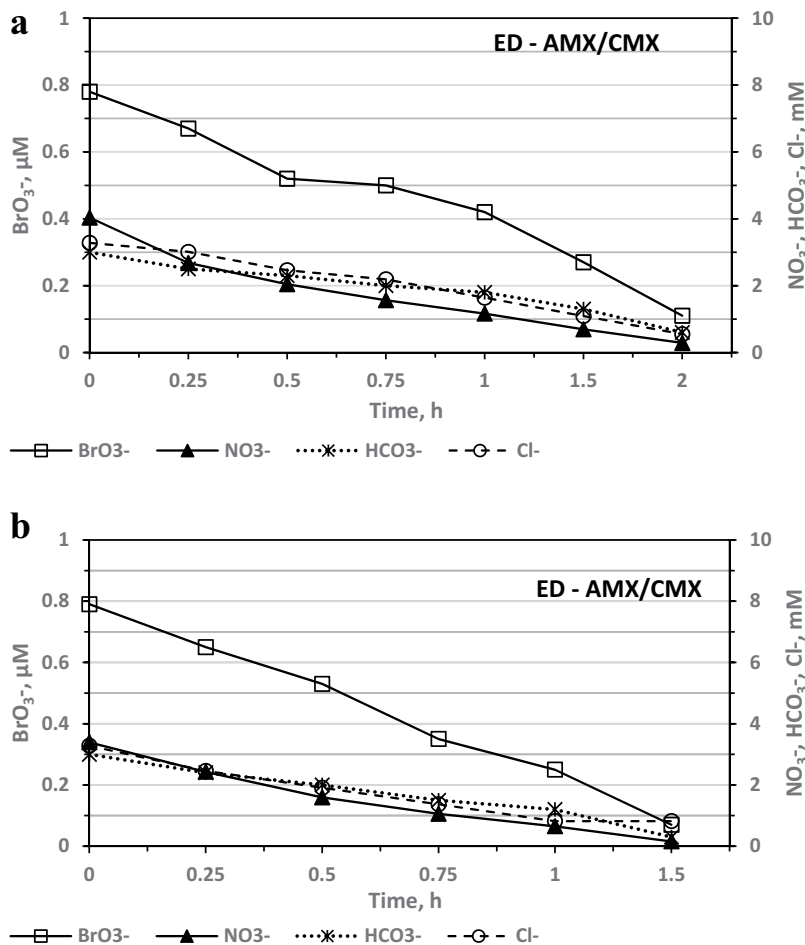 a
ED - AMX/CMX
1
0.8
0.6
0.4
0.2
0
BrO₃-, µM
10
8
6
4
2
0
NO₃-, HCO₃-, Cl-, mM
0 0.25 0.5 0.75 1 1.5 2
Time, h
BrO3- NO3- HCO3- Cl-
b
ED - AMX/CMX
1
0.8
0.6
0.4
0.2
0
BrO₃-, µM
10
8
6
4
2
0
NO₃-, HCO₃-, Cl-, mM
0 0.25 0.5 0.75 1 1.5
Time, h
BrO3- NO3- HCO3- Cl-